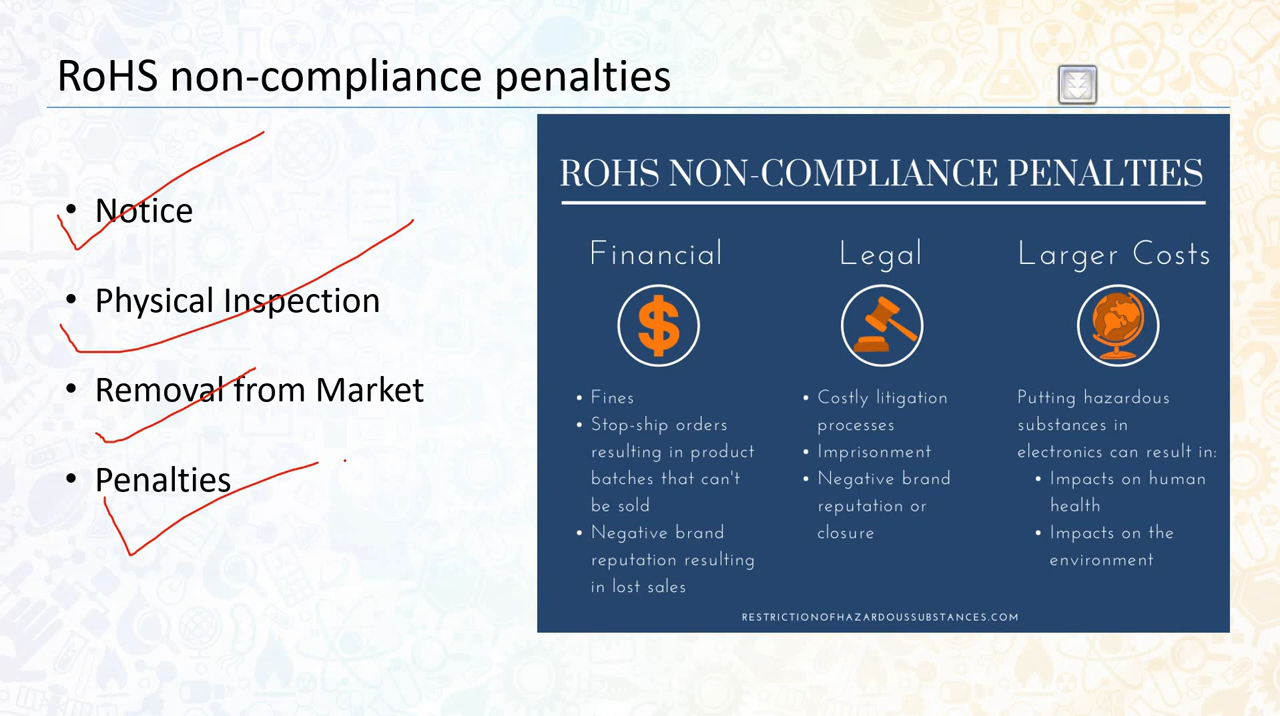 RoHS non-compliance penalties
• Notice
• Physical Inspection
• Removal from Market
• Penalties
ROHS NON-COMPLIANCE PENALTIES
Financial
• Fines
• Stop-ship orders
resulting in product
batches that can't
be sold
• Negative brand
reputation resulting
in lost sales
Legal
• Costly litigation
processes
• Imprisonment
• Negative brand
reputation or
closure
Larger Costs
Putting hazardous
substances in
electronics can result in:
• Impacts on human
health
• Impacts on the
environment
RESTRICTIONOFHAZARDOUSSUBSTANCES.COM